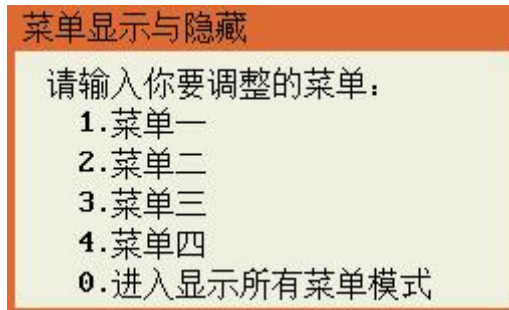 菜单显示与隐藏
请输入你要调整的菜单：
1.菜单一
2.菜单二
3.菜单三
4.菜单四
0.进入显示所有菜单模式